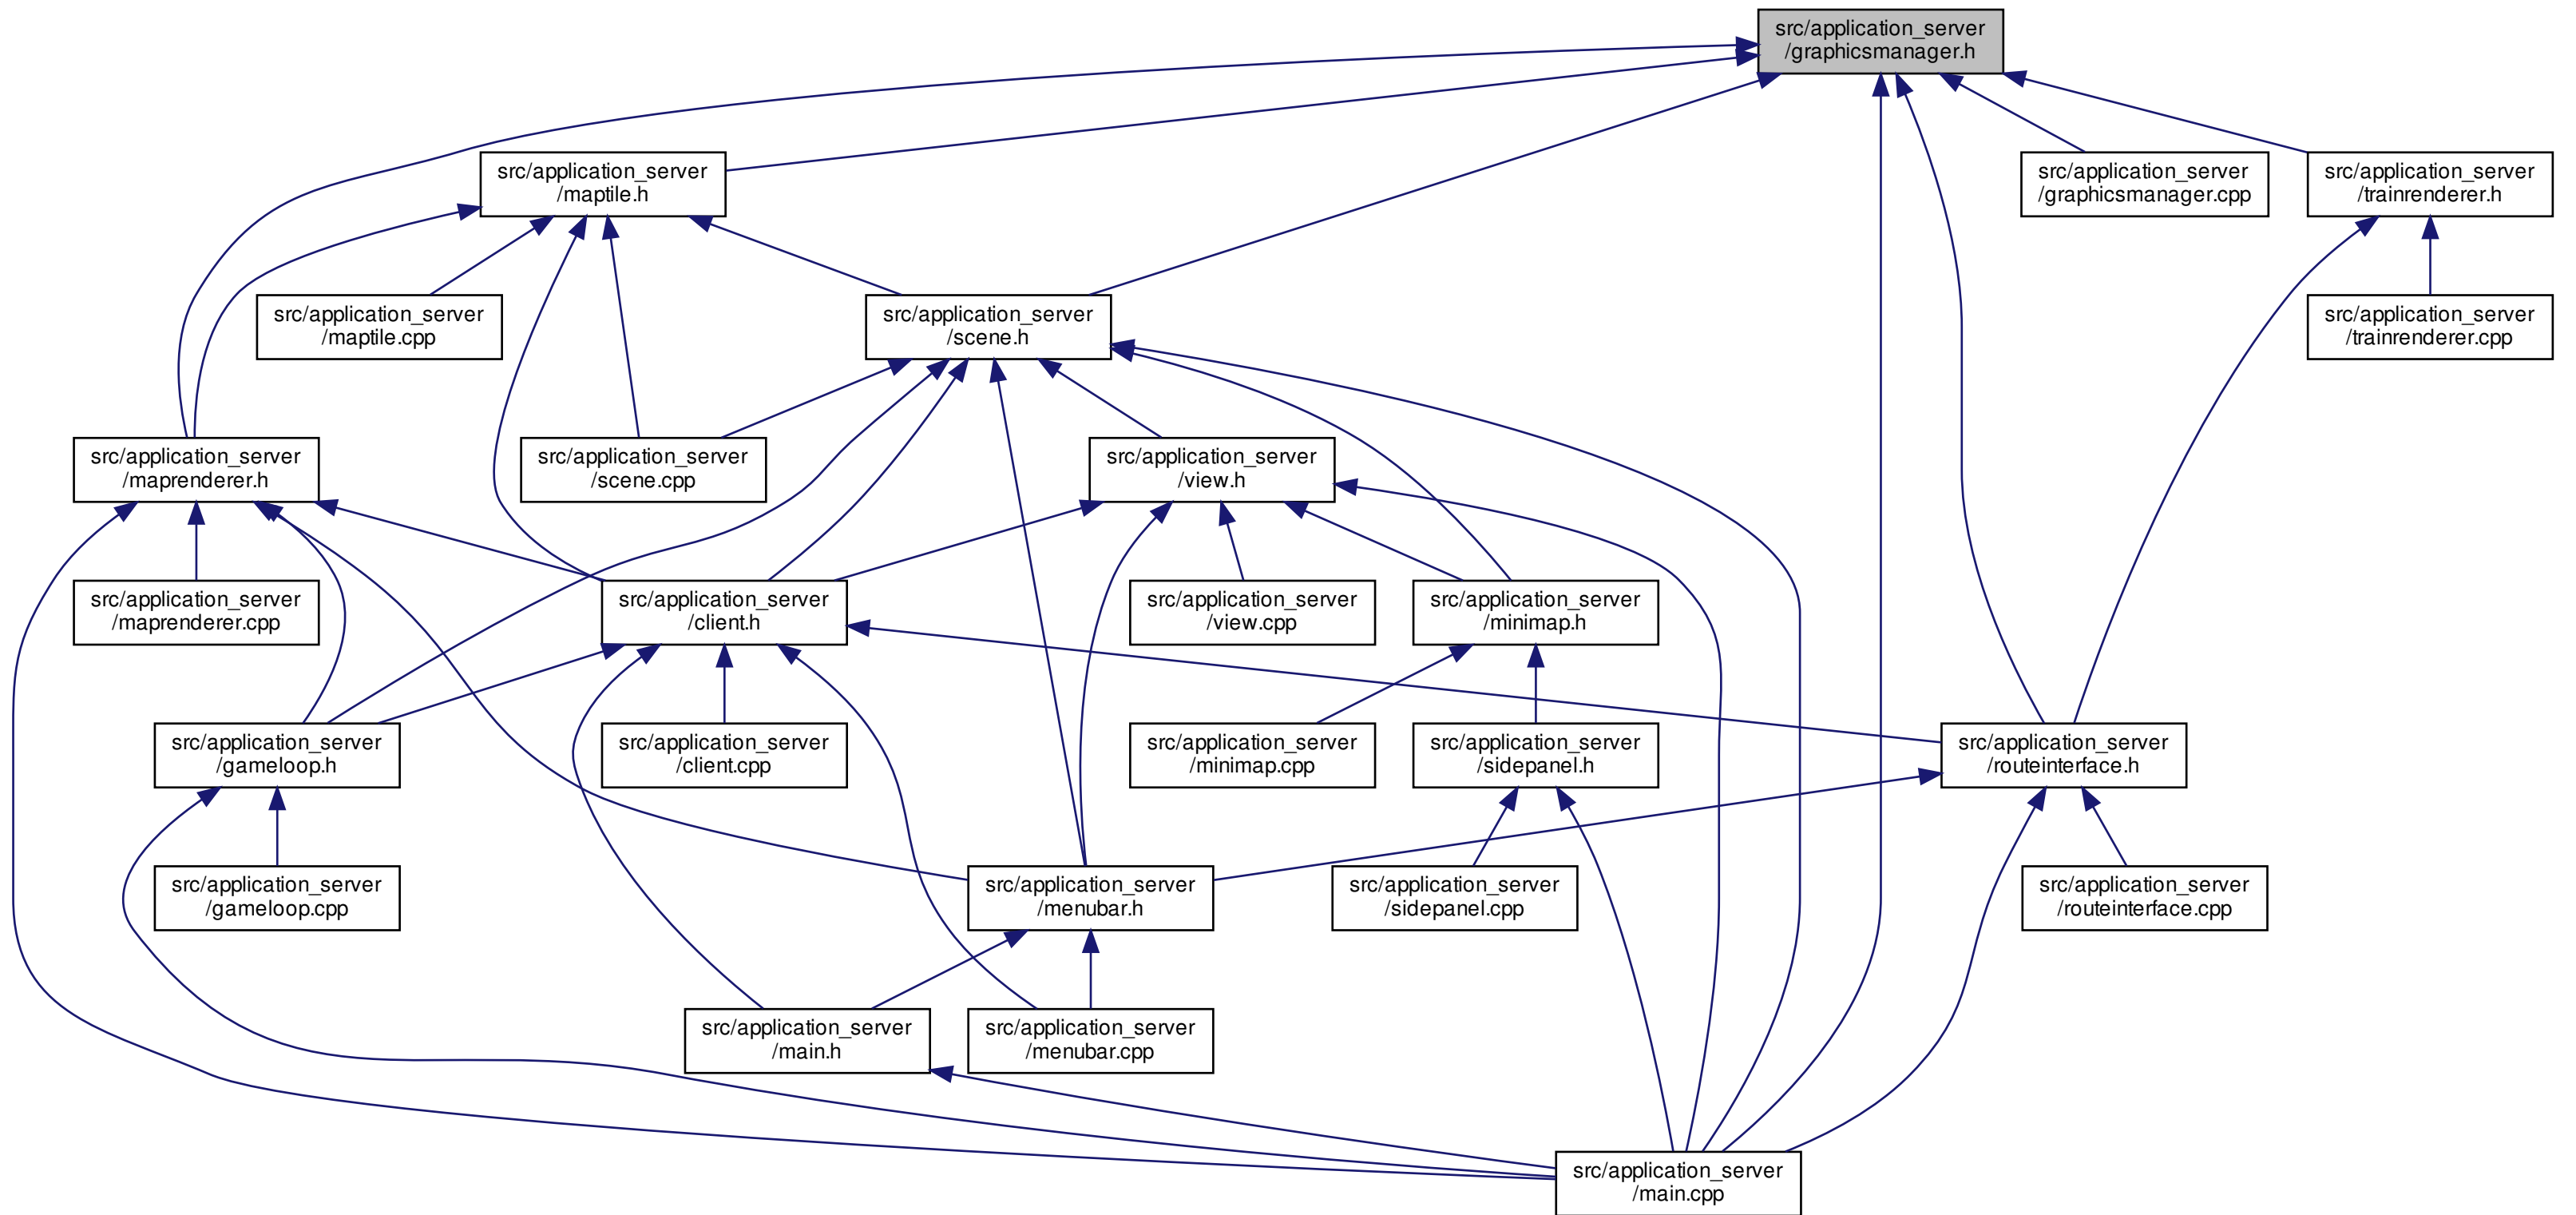 src/application_server
/graphicsmanager.h
src/application_server
/maptile.h
src/application_server
/graphicsmanager.cpp
src/application_server
/trainrenderer.h
src/application_server
/maptile.cpp
src/application_server
/scene.h
src/application_server
/trainrenderer.cpp
src/application_server
/maprenderer.h
src/application_server
/scene.cpp
src/application_server
/view.h
src/application_server
/maprenderer.cpp
src/application_server
/client.h
src/application_server
/view.cpp
src/application_server
/minimap.h
src/application_server
/gameloop.h
src/application_server
/client.cpp
src/application_server
/minimap.cpp
src/application_server
/sidepanel.h
src/application_server
/routeinterface.h
src/application_server
/gameloop.cpp
src/application_server
/menubar.h
src/application_server
/sidepanel.cpp
src/application_server
/routeinterface.cpp
src/application_server
/main.h
src/application_server
/menubar.cpp
src/application_server
/main.cpp